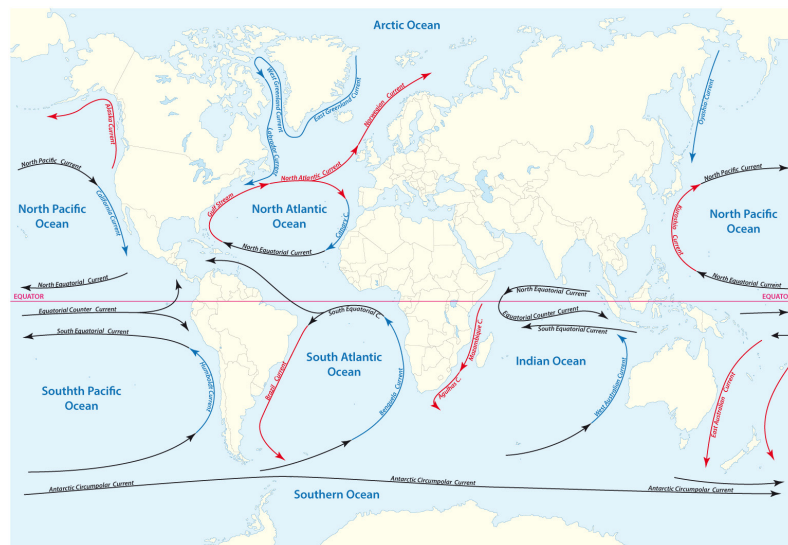 Arctic Ocean
West Greenland Current
East Greenland Current
Norwegian Current
Oyashio Current
Alaska Current
Labrador Current
North Pacific Current
North Atlantic Current
North Pacific Current
California Current
Gulf Stream
North Pacific
Ocean
North Atlantic
Ocean
Canary C.
Kuroshio Current
North Pacific
Ocean
North Equatorial Current
North Equatorial Current
North Equatorial Current
North Equatorial Current
EQUATOR
EQUATO
Equatorial Counter Current
South Equatorial C.
Equatorial Counter Current
South Equatorial Current
South Equatorial Current
Mozambique C.
South Atlantic
Ocean
Indian Ocean
Southth Pacific
Ocean
Humboldt Current
Brazil Current
Benguela Current
Agulhas C.
West Australian Current
East Australian Current
Antarctic Circumpolar Current
Antarctic Circumpolar Current
Antarctic Circumpolar Current
Southern Ocean